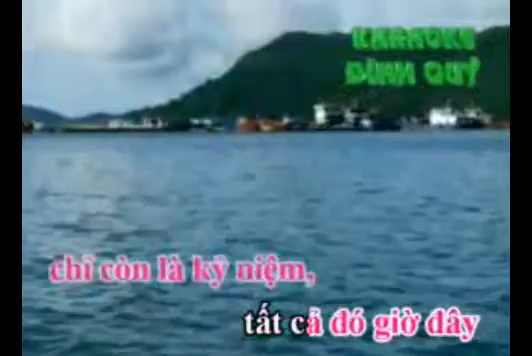 KARAOKE
ĐÌNH QUÝ
chỉ còn là kỷ niệm,
tất cả đó giờ đây